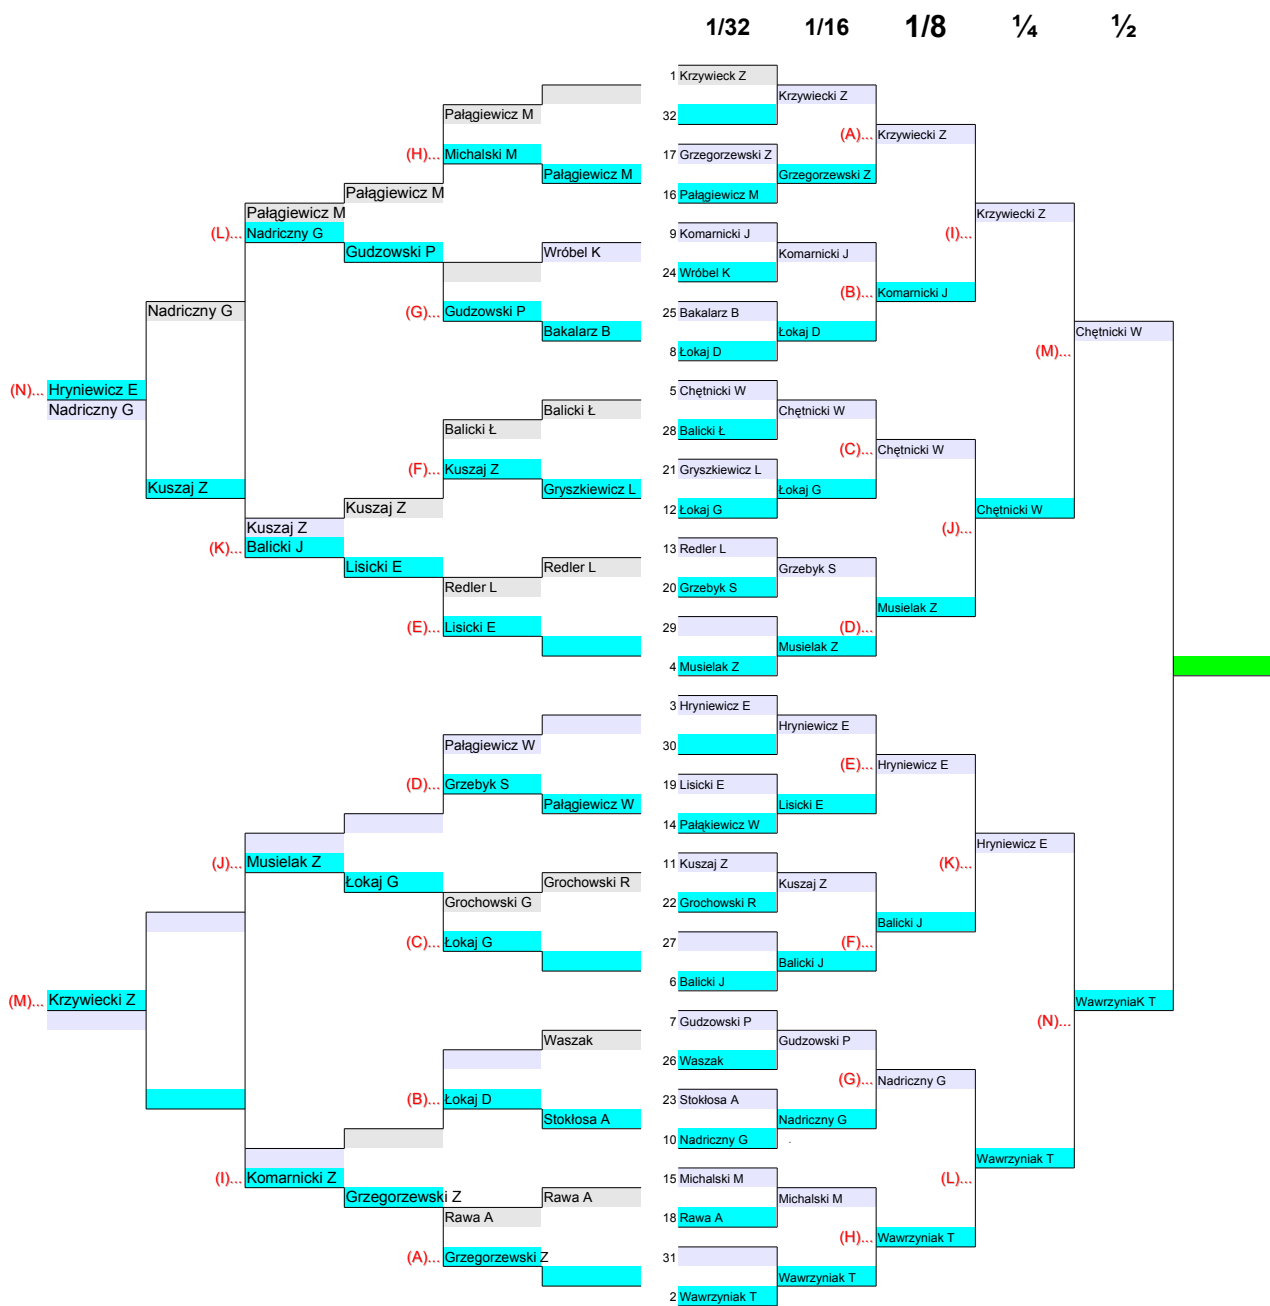 1/32 1/16 1/8 ¼ ½
1 Krzywieck Z
Krzywiecki Z
Pałągiewicz M 32
(A)... Krzywiecki Z
(H)... Michalski M 17 Grzegorzewski Z
Pałągiewicz M Grzegorzewski Z
Pałągiewicz M 16 Pałągiewicz M
Pałągiewicz M Krzywiecki Z
(L)... Nadriczny G 9 Komarnicki J (I)...
Gudzowski P Wróbel K Komarnicki J
24 Wróbel K
(B)... Komarnicki J
Nadriczny G (G)... Gudzowski P 25 Bakalarz B
Bakalarz B Łokaj D Chętnicki W
8 Łokaj D (M)...
(N)... Hryniewicz E 5 Chętnicki W
Nadriczny G Balicki Ł Chętnicki W
Balicki Ł 28 Balicki Ł
(C)... Chętnicki W
(F)... Kuszaj Z 21 Gryszkiewicz L
Kuszaj Z Gryszkiewicz L Łokaj G
Kuszaj Z 12 Łokaj G Chętnicki W
Kuszaj Z (J)...
(K)... Balicki J 13 Redler L
Lisicki E Redler L Grzebyk S
Redler L 20 Grzebyk S
Musielak Z
(E)... Lisicki E 29 (D)...
Musielak Z
4 Musielak Z
3 Hryniewicz E
Hryniewicz E
Pałągiewicz W 30
(E)... Hryniewicz E
(D)... Grzebyk S 19 Lisicki E
Pałągiewicz W Lisicki E
14 Pałąkiewicz W
Hryniewicz E
(J)... Musielak Z 11 Kuszaj Z (K)...
Łokaj G Grochowski R Kuszaj Z
Grochowski G 22 Grochowski R
Balicki J
(C)... Łokaj G 27 (F)...
Balicki J
6 Balicki J
(M)... Krzywiecki Z WawrzyniaK T
7 Gudzowski P (N)...
Waszak Gudzowski P
26 Waszak
(G)... Nadriczny G
(B)... Łokaj D 23 Stokłosa A
Stokłosa A Nadriczny G
10 Nadriczny G .
Wawrzyniak T
(I)... Komarnicki Z 15 Michalski M (L)...
Grzegorzewski Z Rawa A Michalski M
Rawa A 18 Rawa A
(H)... Wawrzyniak T
(A)... Grzegorzewski Z 31
Wawrzyniak T
2 Wawrzyniak T